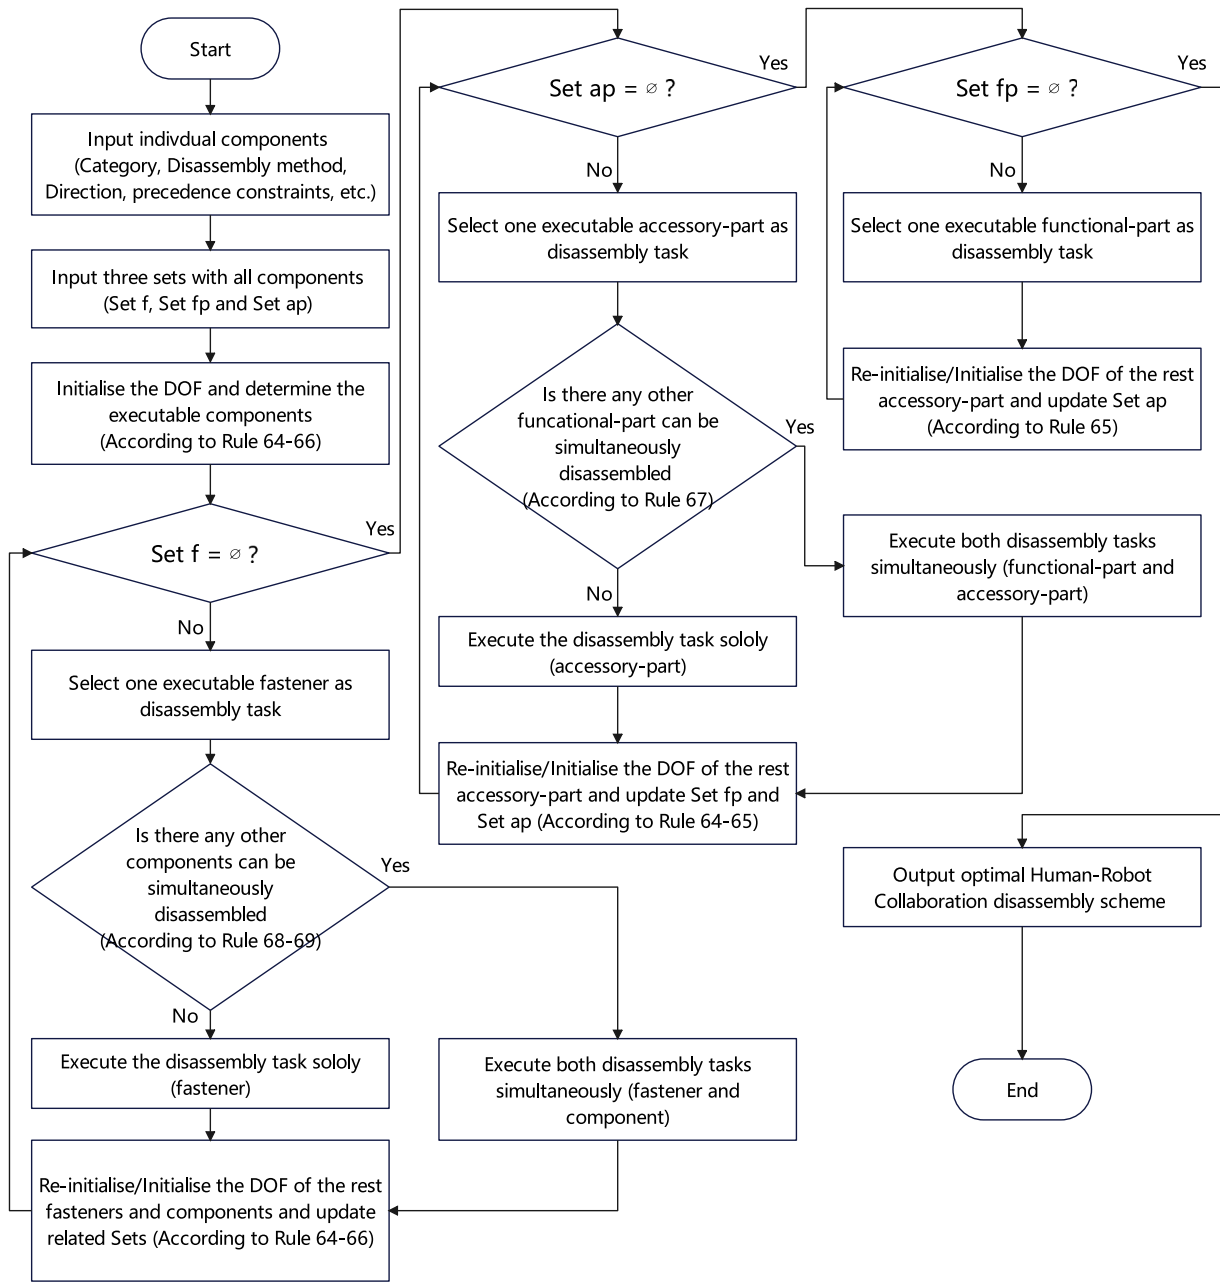 Start
Input indivdual components
(Category, Disassembly method,
Direction, precedence constraints, etc.)
Input three sets with all components
(Set f, Set fp and Set ap)
Initialise the DOF and determine the
executable components
(According to Rule 64-66)
Set f = ∅ ?
Yes
No
Select one executable fastener as
disassembly task
Is there any other
components can be
simultaneously
disassembled
(According to Rule 68-69)
Yes
No
Execute the disassembly task sololy
(fastener)
Execute both disassembly tasks
simultaneously (fastener and
component)
Re-initialise/Initialise the DOF of the rest
fasteners and components and update
related Sets (According to Rule 64-66)
Set ap = ∅ ?
Yes
No
Select one executable accessory-part as
disassembly task
Is there any other
funcational-part can be
simultaneously
disassembled
(According to Rule 67)
Yes
No
Execute the disassembly task sololy
(accessory-part)
Execute both disassembly tasks
simultaneously (functional-part and
accessory-part)
Re-initialise/Initialise the DOF of the rest
accessory-part and update Set fp and
Set ap (According to Rule 64-65)
Set fp = ∅ ?
Yes
No
Select one executable functional-part as
disassembly task
Re-initialise/Initialise the DOF of the rest
accessory-part and update Set ap
(According to Rule 65)
Output optimal Human-Robot
Collaboration disassembly scheme
End